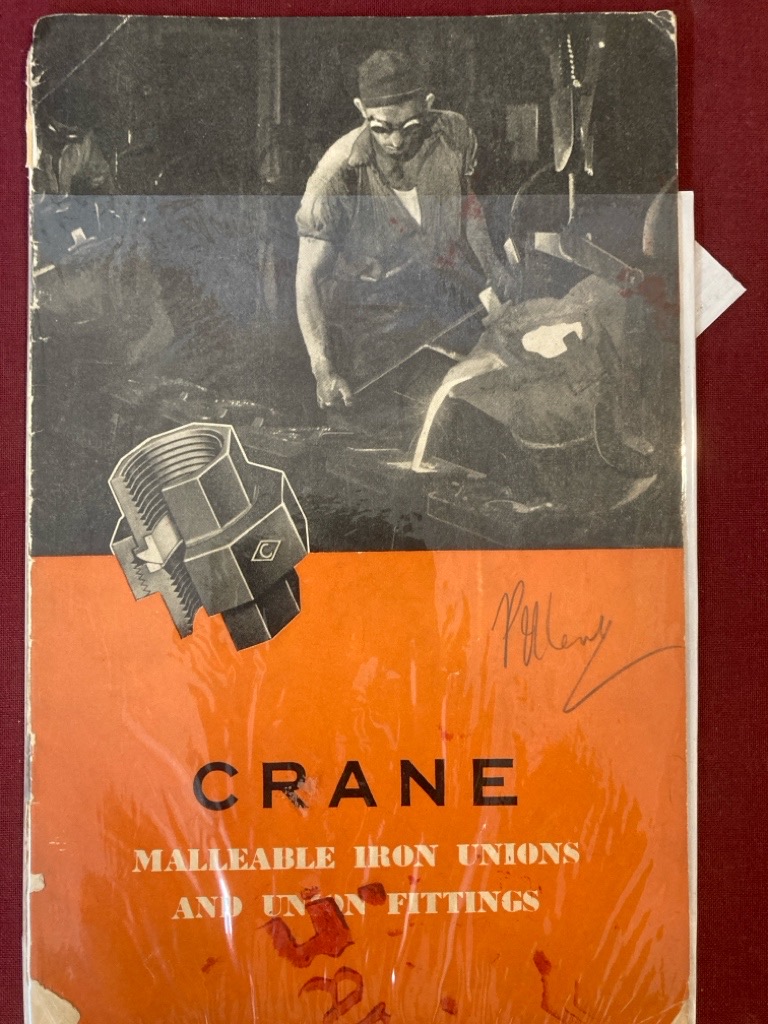 C
CRANE
MALLEABLE IRON UNIONS
AND UNION FITTINGS